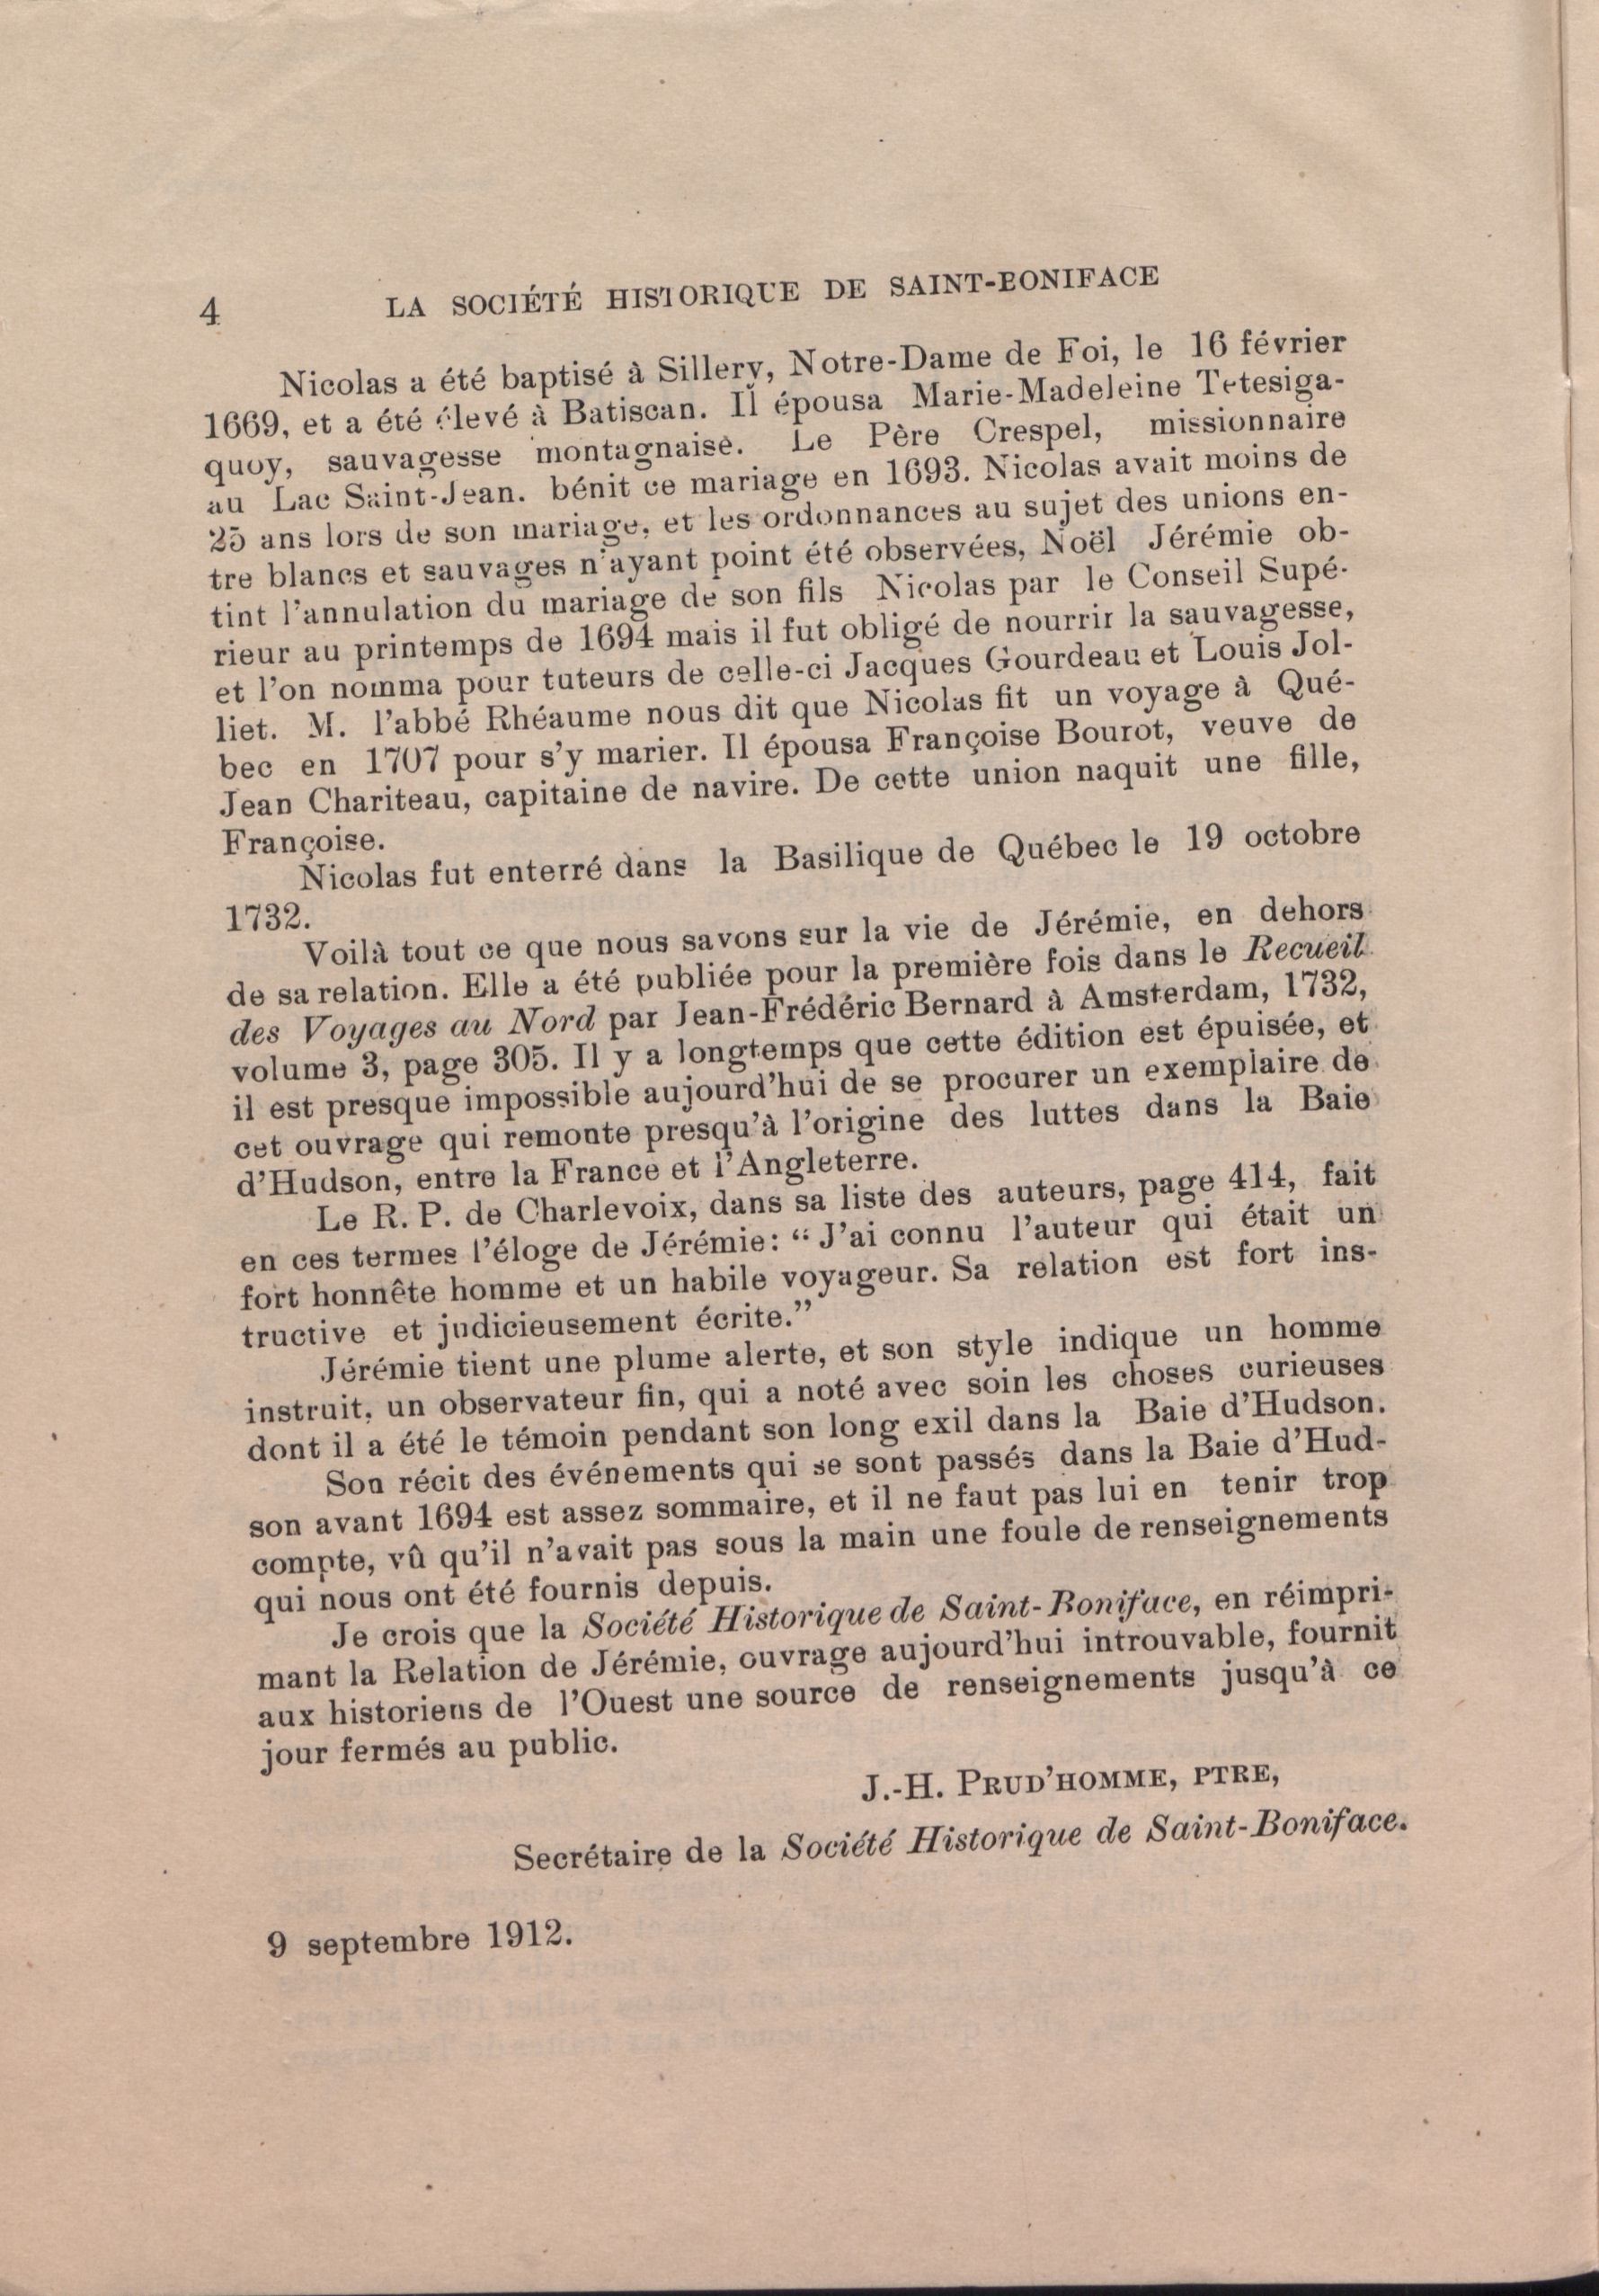 4 LA SOCIÉTÉ HISTORIQUE DE SAINT-BONIFACE
Nicolas a été baptisé à Sillery, Notre-Dame de Foi, le 16 février
1669, et a été élevé à Batiscan. Il épousa Marie-Madeleine Tetesiga-
quoy, sauvagesse montagnaise. Le Père Crespel, missionnaire
au Lac Saint-Jean. bénit ce mariage en 1693. Nicolas avait moins de
25 ans lors de son mariage, et les ordonnances au sujet des unions en-
tre blancs et sauvages n'ayant point été observées, Noël Jérémie ob-
tint l'annulation du mariage de son fils Nicolas par le Conseil Supé-
rieur au printemps de 1694 mais il fut obligé de nourrir la sauvagesse,
et l'on nomma pour tuteurs de celle-ci Jacques Gourdeau et Louis Jol-
liet. M. l'abbé Rhéaume nous dit que Nicolas fit un voyage à Qué-
bec en 1707 pour s'y marier. Il épousa Françoise Bourot, veuve de
Jean Chariteau, capitaine de navire. De cette union naquit une fille,
Françoise.
Nicolas fut enterré dans la Basilique de Québec le 19 octobre
1732.
Voilà tout ce que nous savons sur la vie de Jérémie, en dehors
de sa relation. Elle a été publiée pour la première fois dans le Recueil
des Voyages au Nord par Jean-Frédéric Bernard à Amsterdam, 1732,
volume 3, page 305. Il y a longtemps que cette édition est épuisée, et
il est presque impossible aujourd'hui de se procurer un exemplaire de
cet ouvrage qui remonte presqu'à l'origine des luttes dans la Baie
d'Hudson, entre la France et l'Angleterre.
Le R. P. de Charlevoix, dans sa liste des auteurs, page 414, fait
en ces termes l'éloge de Jérémie: “J'ai connu l'auteur qui était un
fort honnête homme et un habile voyageur. Sa relation est fort ins-
tructive et judicieusement écrite.”
Jérémie tient une plume alerte, et son style indique un homme
instruit, un observateur fin, qui a noté avec soin les choses curieuses
dont il a été le témoin pendant son long exil dans la Baie d'Hudson.
Son récit des événements qui se sont passés dans la Baie d'Hud-
son avant 1694 est assez sommaire, et il ne faut pas lui en tenir trop
compte, vû qu'il n'avait pas sous la main une foule de renseignements
qui nous ont été fournis depuis.
Je crois que la Société Historique de Saint-Boniface, en réimpri-
mant la Relation de Jérémie, ouvrage aujourd'hui introuvable, fournit
aux historiens de l'Ouest une source de renseignements jusqu'à ce
jour fermés au public.
J.-H. PRUD'HOMME, PTRE,
Secrétaire de la Société Historique de Saint-Boniface.
9 septembre 1912.